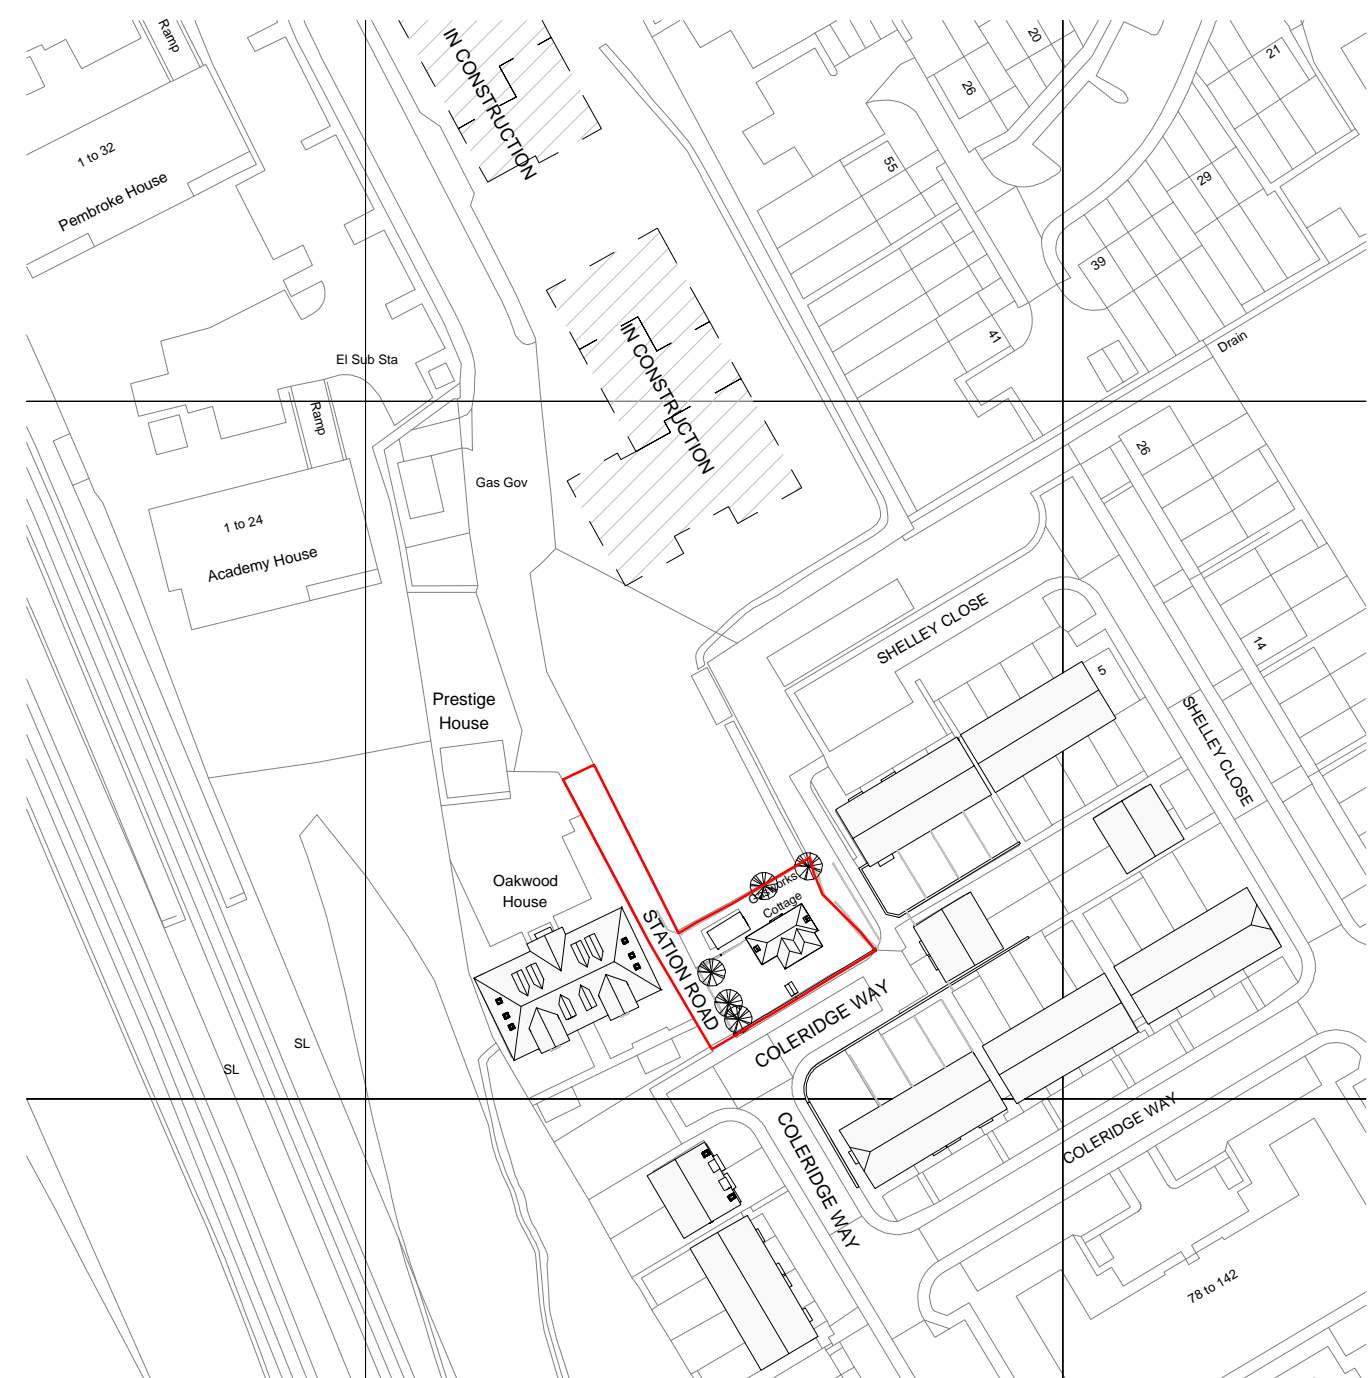 Ramp
IN CONSTRUCTION
20
21
26
1 to 32
Pembroke House
55
29
39
41
Drain
El Sub Sta
IN CONSTRUCTION
Ramp
26
Gas Gov
1 to 24
Academy House
SHELLEY CLOSE
14
5
Prestige
House
SHELLEY CLOSE
Oakwood
House
Gasworks
Cottage
STATION ROAD
COLERIDGE WAY
SL
SL
COLERIDGE WAY
COLERIDGE WAY
78 to 142